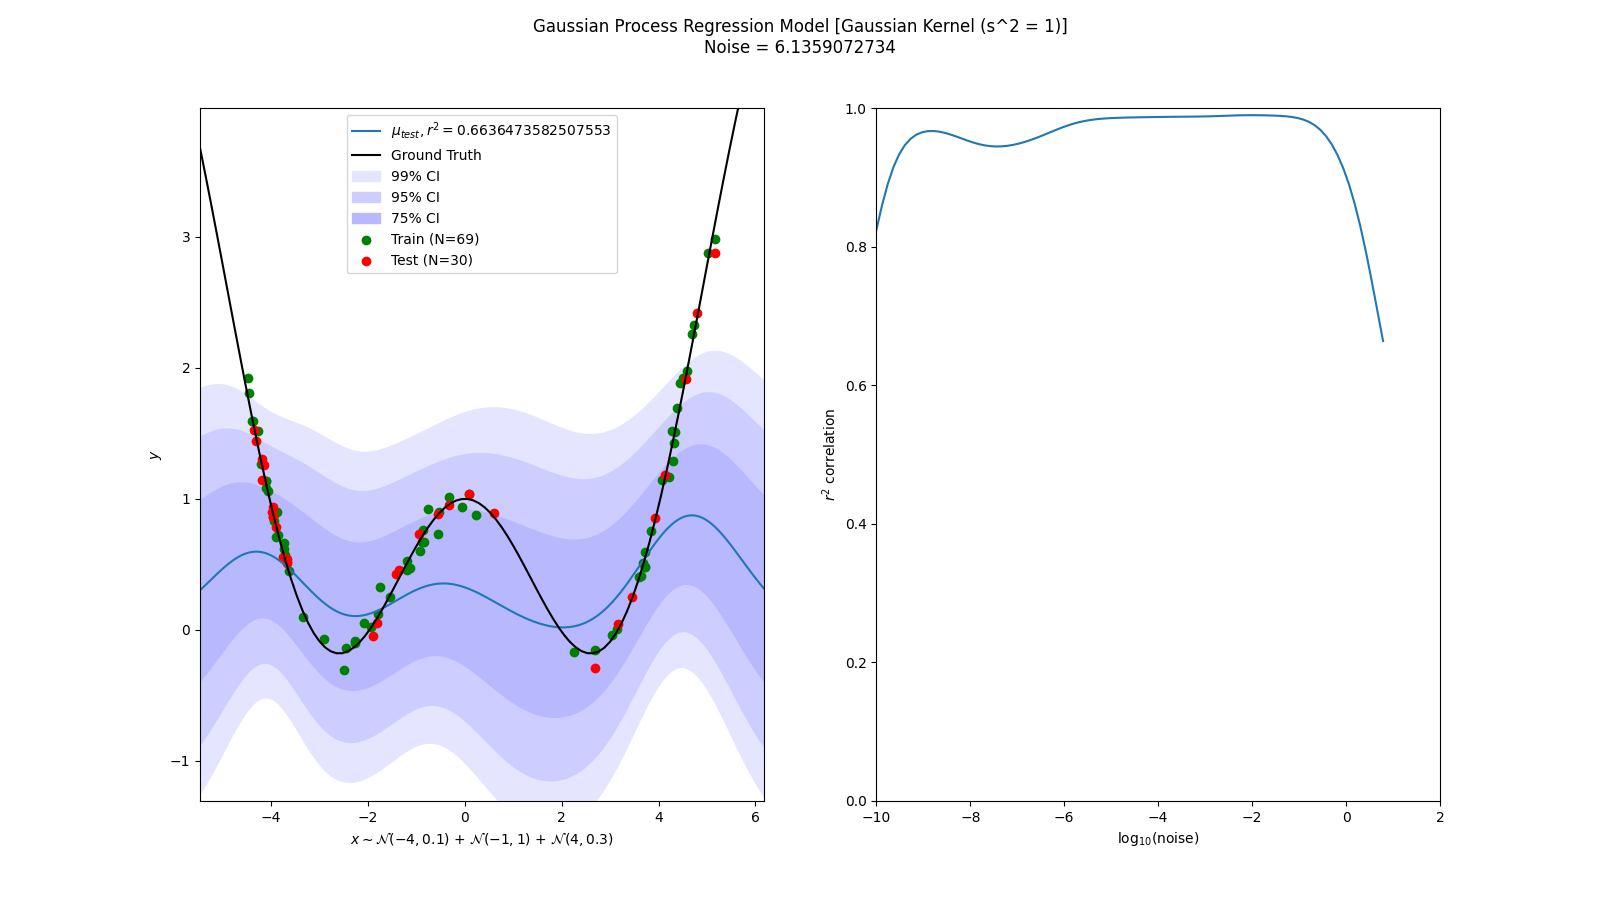 Gaussian Process Regression Model [Gaussian Kernel (s^2 = 1)]
Noise = 6.1359072734
μ_test, r² = 0.6636473582507553
Ground Truth
99% CI
95% CI
75% CI
Train (N=69)
Test (N=30)
3
2
1
0
−1
y
−4 −2 0 2 4 6
x ∼ 𝒩(−4, 0.1) + 𝒩(−1, 1) + 𝒩(4, 0.3)
1.0
0.8
0.6
0.4
0.2
0.0
r² correlation
−10 −8 −6 −4 −2 0 2
log₁₀(noise)